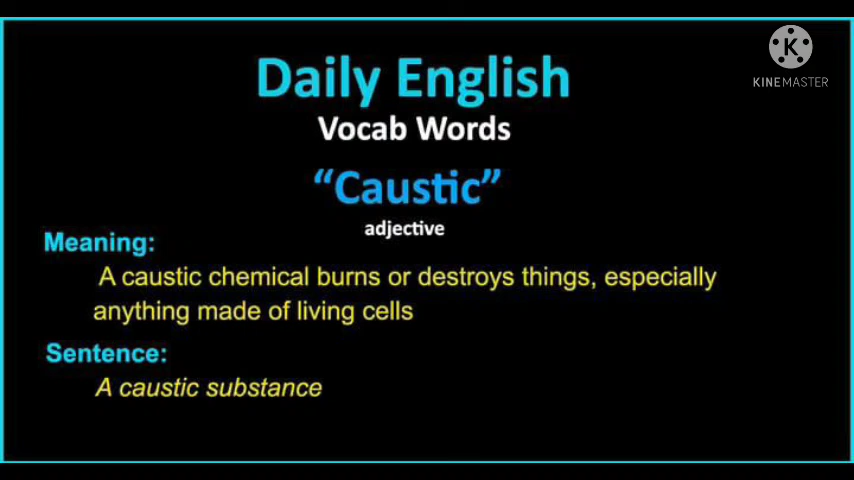 K
KINEMASTER
Daily English
Vocab Words
“Caustic”
adjective
Meaning:
A caustic chemical burns or destroys things, especially
anything made of living cells
Sentence:
A caustic substance